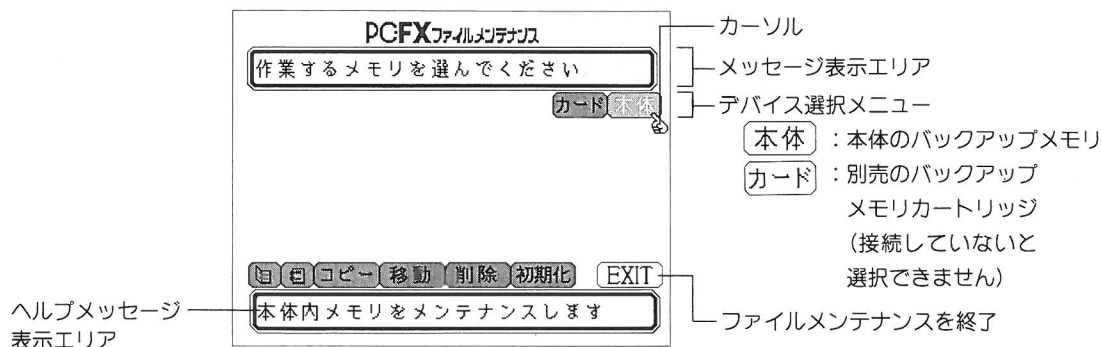 PCFXファイルメンテナンス
作業するメモリを選んでください
カード 本体
コピー 移動 削除 初期化 EXIT
本体内メモリをメンテナンスします
カーソル
メッセージ表示エリア
デバイス選択メニュー
本体：本体のバックアップメモリ
カード：別売のバックアップ
メモリカートリッジ
（接続していないと
選択できません）
ファイルメンテナンスを終了
ヘルプメッセージ
表示エリア